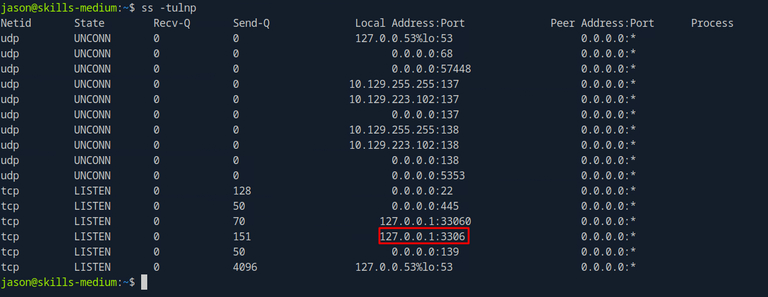 jason@skills-medium:~$ ss -tulnp
Netid State Recv-Q Send-Q Local Address:Port Peer Address:Port Process
udp UNCONN 0 0 127.0.0.53%lo:53 0.0.0.0:*
udp UNCONN 0 0 0.0.0.0:68 0.0.0.0:*
udp UNCONN 0 0 0.0.0.0:57448 0.0.0.0:*
udp UNCONN 0 0 10.129.255.255:137 0.0.0.0:*
udp UNCONN 0 0 10.129.223.102:137 0.0.0.0:*
udp UNCONN 0 0 0.0.0.0:137 0.0.0.0:*
udp UNCONN 0 0 10.129.255.255:138 0.0.0.0:*
udp UNCONN 0 0 10.129.223.102:138 0.0.0.0:*
udp UNCONN 0 0 0.0.0.0:138 0.0.0.0:*
udp UNCONN 0 0 0.0.0.0:5353 0.0.0.0:*
tcp LISTEN 0 128 0.0.0.0:22 0.0.0.0:*
tcp LISTEN 0 50 0.0.0.0:445 0.0.0.0:*
tcp LISTEN 0 70 127.0.0.1:33060 0.0.0.0:*
tcp LISTEN 0 151 127.0.0.1:3306 0.0.0.0:*
tcp LISTEN 0 50 0.0.0.0:139 0.0.0.0:*
tcp LISTEN 0 4096 127.0.0.53%lo:53 0.0.0.0:*
jason@skills-medium:~$